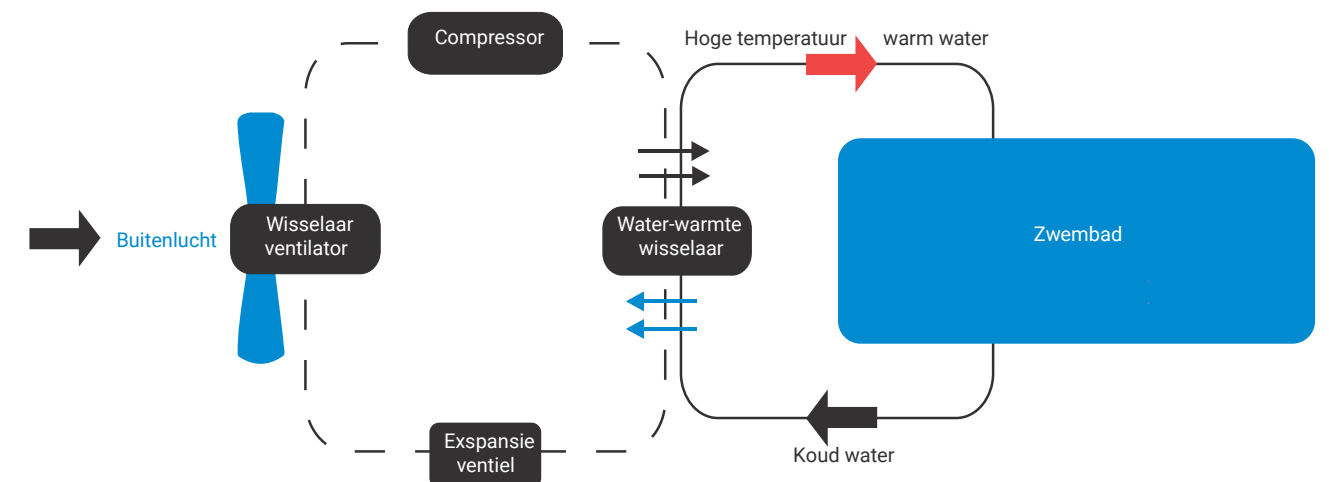 Compressor
Hoge temperatuur warm water
Buitenlucht
Wisselaar
ventilator
Water-warmte
wisselaar
Zwembad
Exspansie
ventiel
Koud water